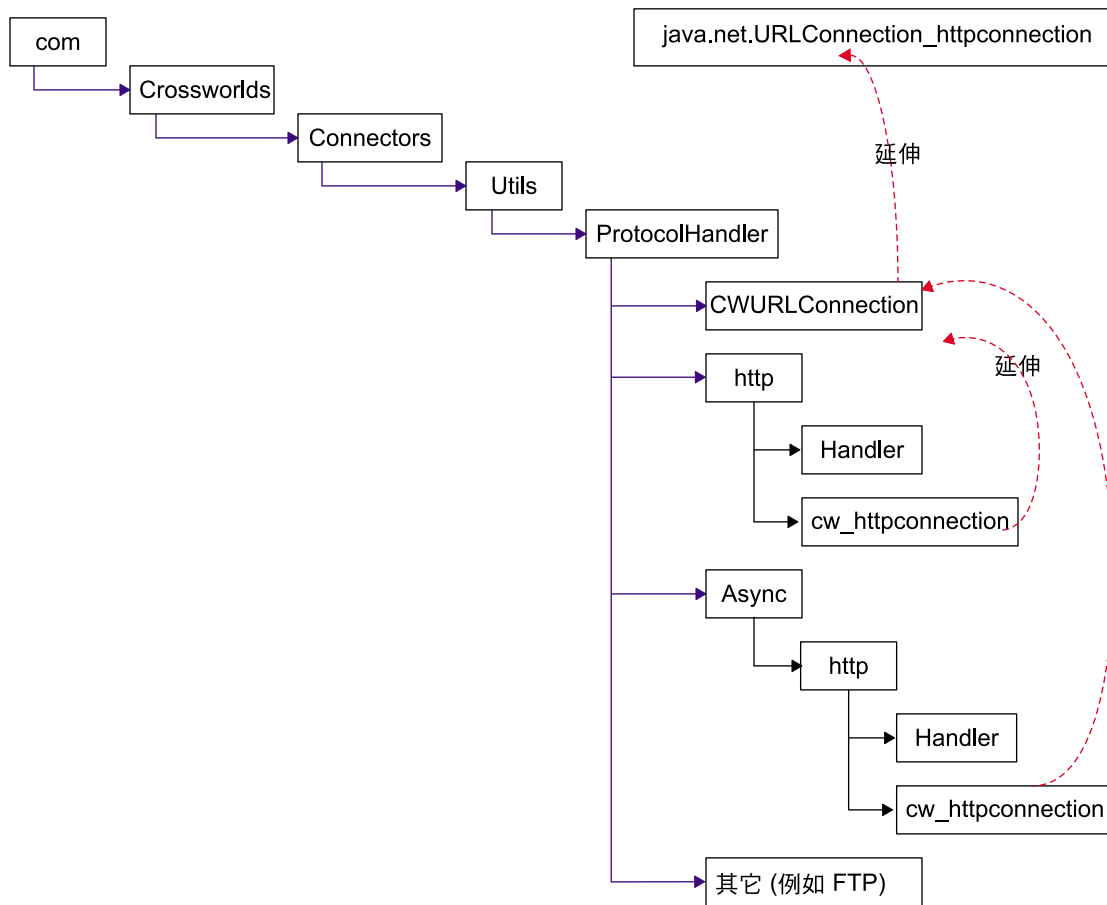 com
java.net.URLConnection_httpconnection
Crossworlds
Connectors
延伸
Utils
ProtocolHandler
CWURLConnection
延伸
http
Handler
cw_httpconnection
Async
http
Handler
cw_httpconnection
其它 (例如 FTP)